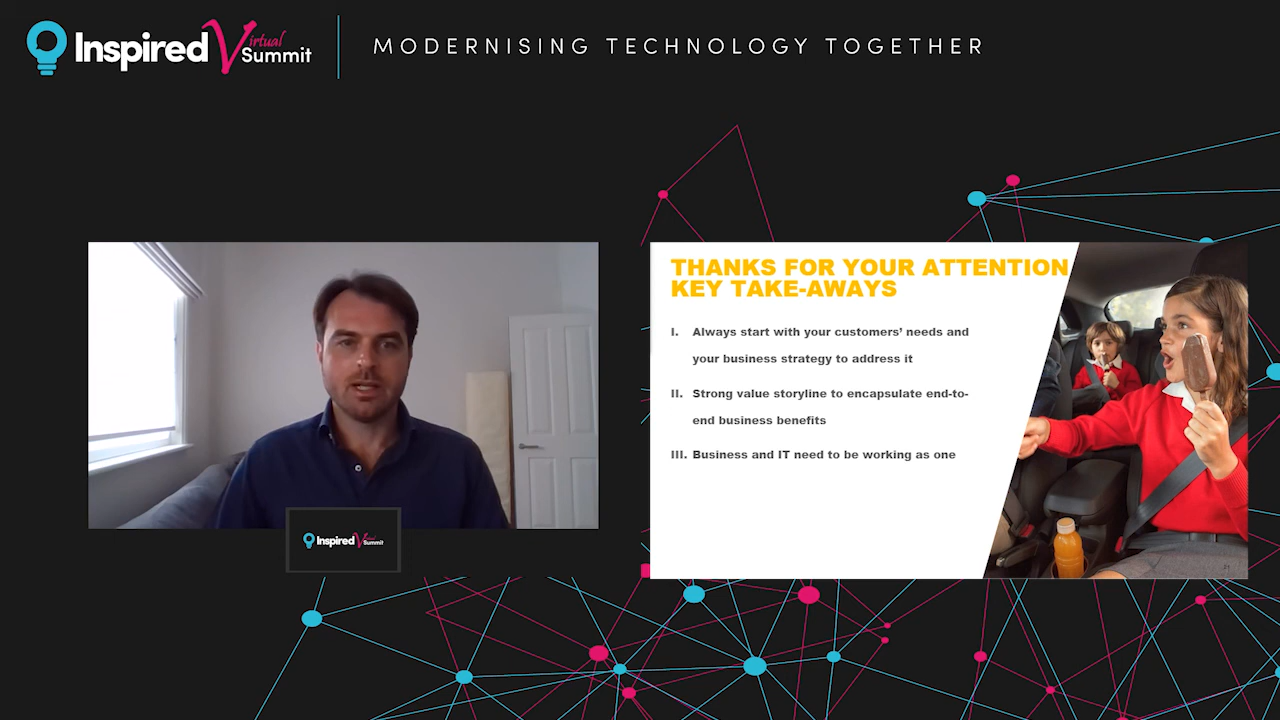 Inspired Virtual Summit
MODERNISING TECHNOLOGY TOGETHER
THANKS FOR YOUR ATTENTION
KEY TAKE-AWAYS
I. Always start with your customers’ needs and
your business strategy to address it
II. Strong value storyline to encapsulate end-to-
end business benefits
III. Business and IT need to be working as one
Inspired Virtual Summit